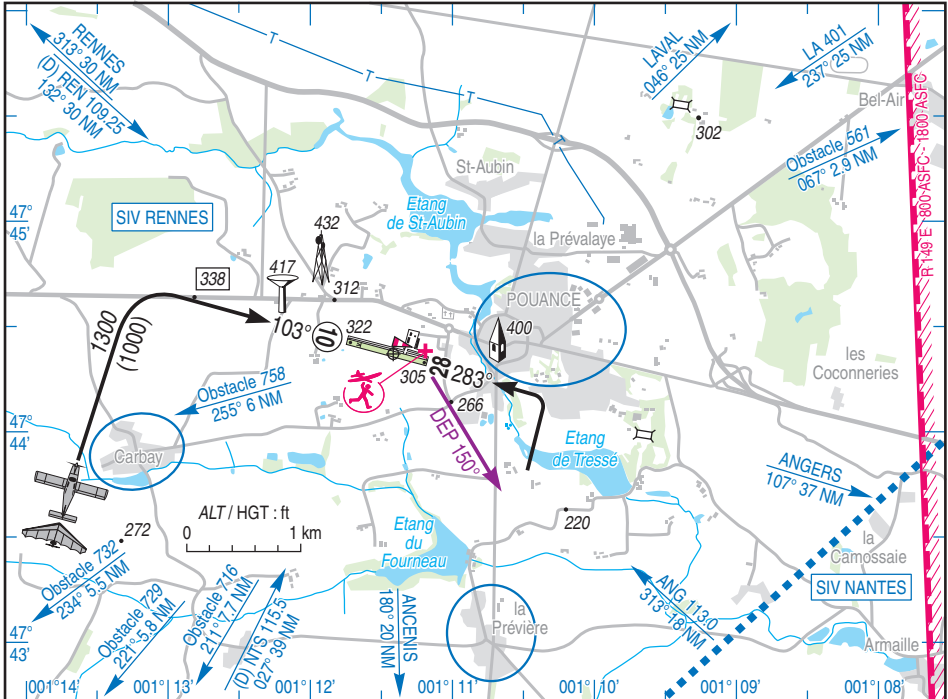 RENNES
313° 30 NM
(D) REN 109.25
132° 30 NM
T
T
T
LAVAL
046° 25 NM
LA 401
237° 25 NM
Bel-Air
302
Obstacle 561
067° 2.9 NM
R 149 E 1800 ASFC - 1800 ASFC
St-Aubin
Etang
de St-Aubin
47°
45'
47°
45'
SIV RENNES
432
la Prévalaye
417
338
312
POUANCE
1300
(1000)
103°
10
322
400
305
28
283°
les
Coconneries
Obstacle 758
255° 6 NM
266
DEP 150°
47°
44'
47°
44'
Carbay
Etang
de Tressé
ANGERS
107° 37 NM
272
ALT / HGT : ft
0
1 km
220
Etang
du
Fourneau
la
Camossaie
Obstacle 732
234° 5.5 NM
SIV NANTES
Obstacle 729
221° 5.8 NM
Obstacle 716
211° 7.7 NM
(D) NTS 115.5
027° 39 NM
ANCENIS
180° 20 NM
la
Prévière
ANG 113.0
313° 18 NM
47°
43'
Armaille
001°14'
001°13'
001°12'
001°11'
001°10'
001°09'
001°08'